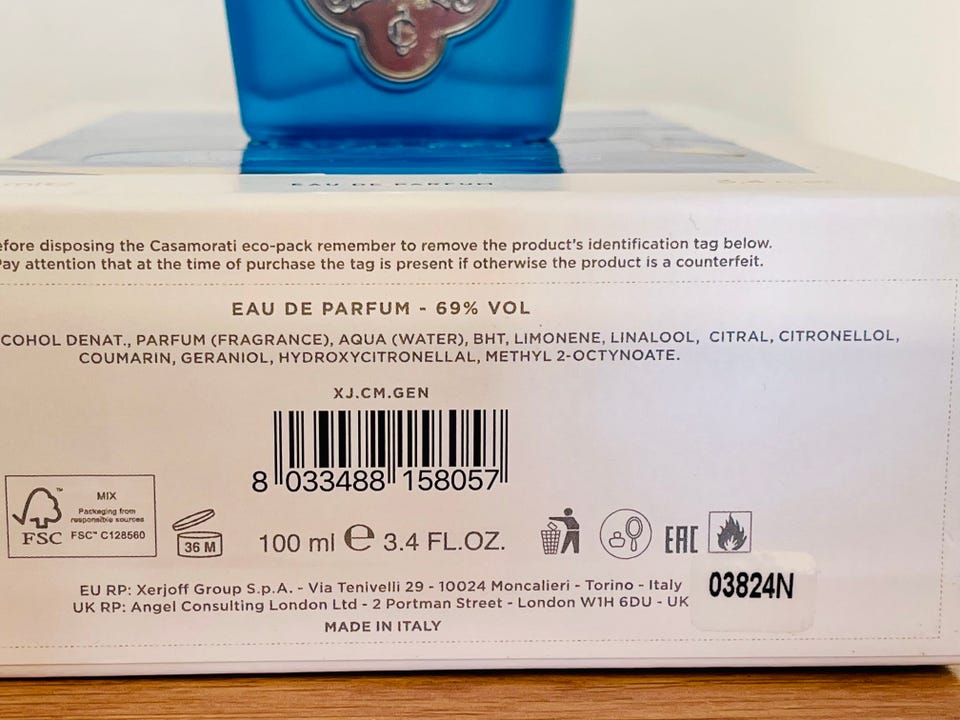 EAU DE PARFUM
efore disposing the Casamorati eco-pack remember to remove the product's identification tag below.
Pay attention that at the time of purchase the tag is present if otherwise the product is a counterfeit.
EAU DE PARFUM - 69% VOL
COHOL DENAT., PARFUM (FRAGRANCE), AQUA (WATER), BHT, LIMONENE, LINALOOL, CITRAL, CITRONELLOL,
COUMARIN, GERANIOL, HYDROXYCITRONELLAL, METHYL 2-OCTYNOATE.
XJ.CM.GEN
8 033488 158057
MIX
Packaging from
responsible sources
FSC™ C128560
FSC
36 M
100 ml e 3.4 FL.OZ.
EAC
EU RP: Xerjoff Group S.p.A. - Via Tenivelli 29 - 10024 Moncalieri - Torino - Italy
UK RP: Angel Consulting London Ltd - 2 Portman Street - London W1H 6DU - UK
03824N
MADE IN ITALY